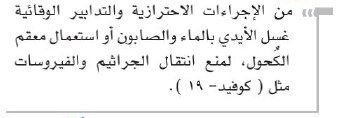 من الإجراءات الاحترازية والتدابير الوقائية
غسل الأيدي بالماء والصابون أو استعمال معقم
الكُحول، لمنع انتقال الجراثيم والفيروسات
مثل ( كوفيد- ١٩ ).